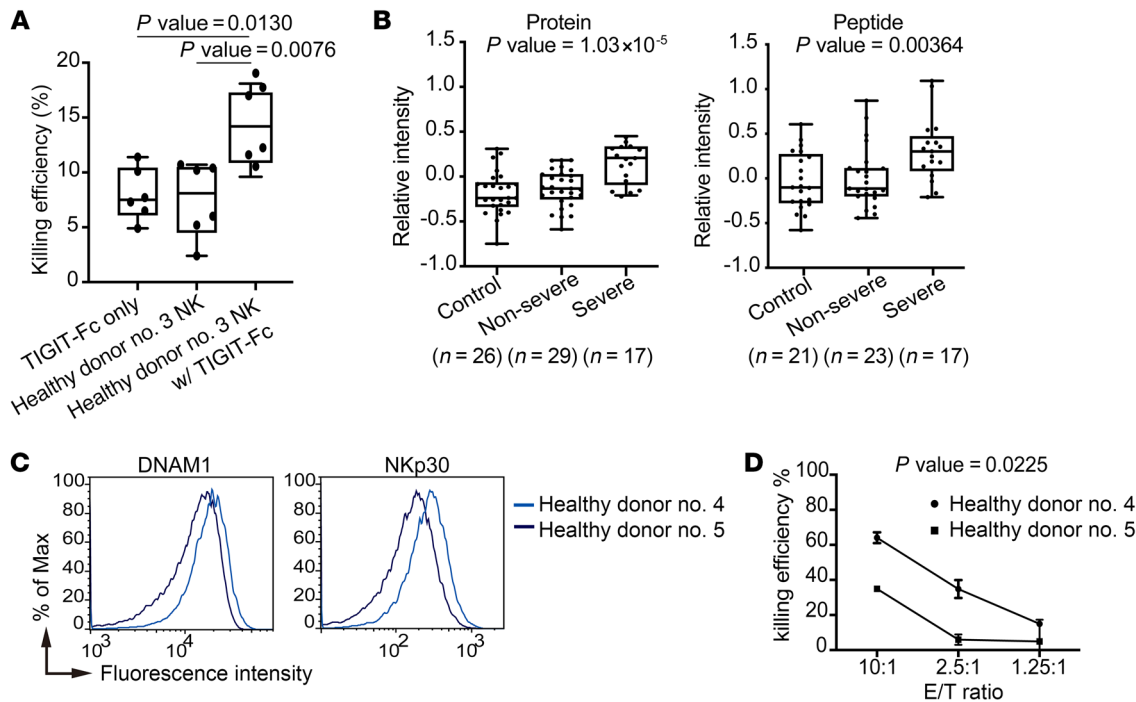 A
P value = 0.0130
P value = 0.0076
20
15
10
5
0
Killing efficiency (%)
TIGIT-Fc only
Healthy donor no. 3 NK
Healthy donor no. 3 NK
w/ TIGIT-Fc
B
Protein
P value = 1.03×10-5
1.5
1.0
0.5
0.0
-0.5
-1.0
Relative intensity
Control
Non-severe
Severe
(n = 26) (n = 29) (n = 17)
Peptide
P value = 0.00364
1.5
1.0
0.5
0.0
-0.5
-1.0
Relative intensity
Control
Non-severe
Severe
(n = 21) (n = 23) (n = 17)
C
DNAM1
100
80
60
40
20
0
% of Max
103
104
Fluorescence intensity
NKp30
100
80
60
40
20
0
102
103
Healthy donor no. 4
Healthy donor no. 5
D
P value = 0.0225
100
80
60
40
20
0
killing efficiency %
Healthy donor no. 4
Healthy donor no. 5
10:1
2.5:1
1.25:1
E/T ratio